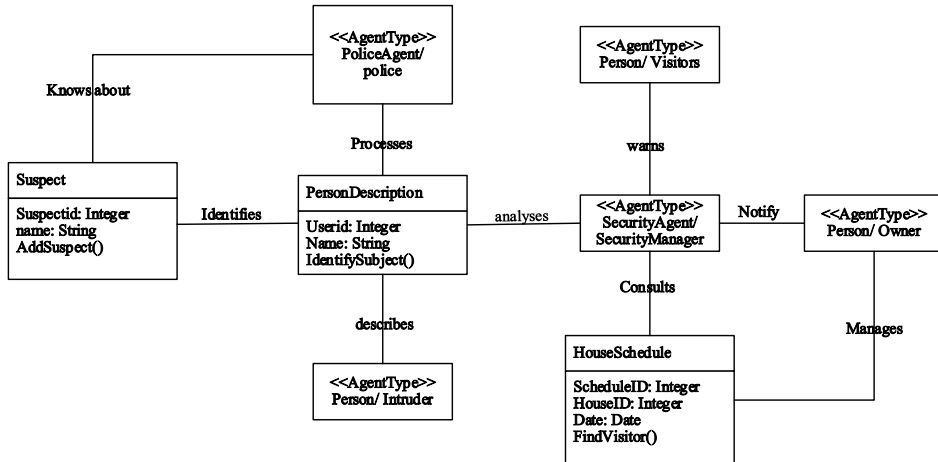 <<AgentType>>
PoliceAgent/
police
<<AgentType>>
Person/ Visitors
Knows about
Processes
warns
Suspect
Suspectid: Integer
name: String
AddSuspect()
Identifies
PersonDescription
Userid: Integer
Name: String
IdentifySubject()
analyses
<<AgentType>>
SecurityAgent/
SecurityManager
Notify
<<AgentType>>
Person/ Owner
describes
Consults
Manages
<<AgentType>>
Person/ Intruder
HouseSchedule
ScheduleID: Integer
HouseID: Integer
Date: Date
FindVisitor()